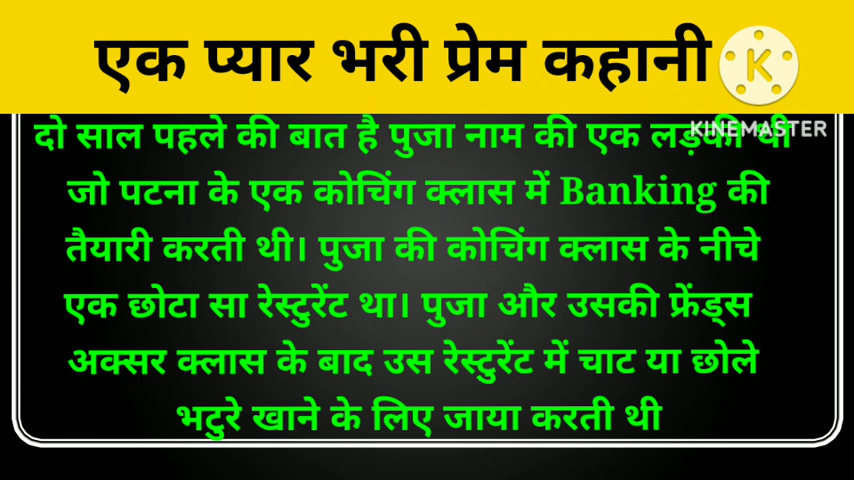 एक प्यार भरी प्रेम कहानी
K
KINEMASTER
दो साल पहले की बात है पुजा नाम की एक लड़की थी
जो पटना के एक कोचिंग क्लास में Banking की
तैयारी करती थी। पुजा की कोचिंग क्लास के नीचे
एक छोटा सा रेस्टुरेंट था। पुजा और उसकी फ्रेंड्स
अक्सर क्लास के बाद उस रेस्टुरेंट में चाट या छोले
भटुरे खाने के लिए जाया करती थी